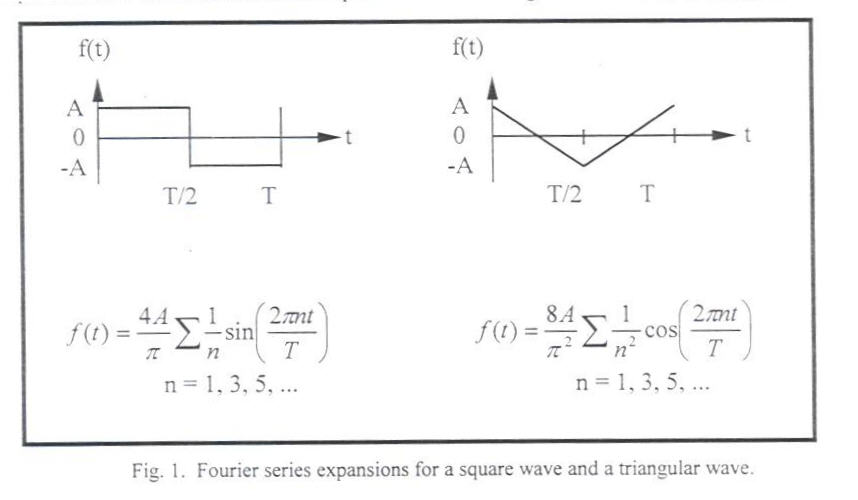 f(t)
A
0
-A
t
T/2 T
f(t)
A
0
-A
t
T/2 T
f(t) = 4A/π ∑ 1/n sin(2πnt/T)
n = 1, 3, 5, ...
f(t) = 8A/π² ∑ 1/n² cos(2πnt/T)
n = 1, 3, 5, ...
Fig. 1. Fourier series expansions for a square wave and a triangular wave.